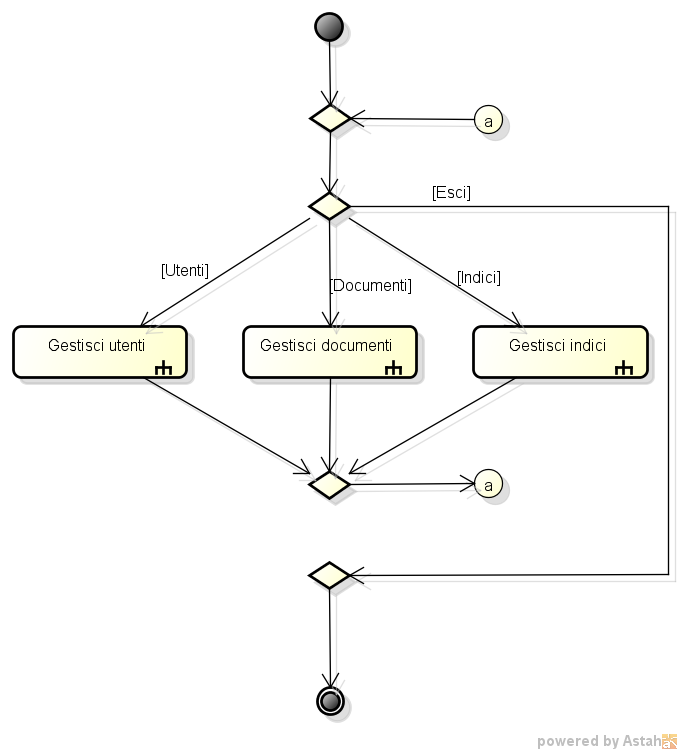 a
[Esci]
[Utenti]
[Documenti]
[Indici]
Gestisci utenti
Gestisci documenti
Gestisci indici
a
powered by Astah
a